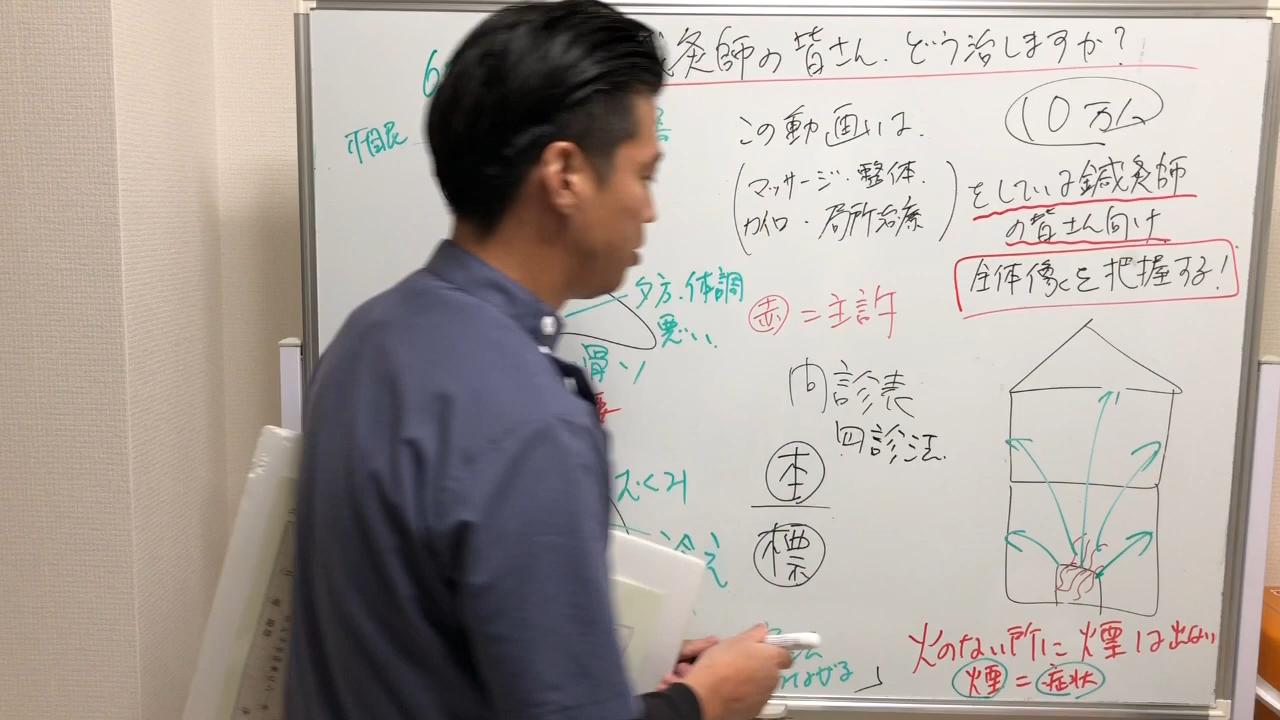 灸師の皆さん、どう治しますか?
10万人
この動画は、
マッサージ・整体、
カイロ・局所治療
をしている鍼灸師
の皆さん向け
全体像を把握する!
不眠
夕方、体調
悪い、
赤=主訴
骨ソ
問診表
四診法
本
むくみ
標
冷え
火のない所に煙は出ない
煙=症状